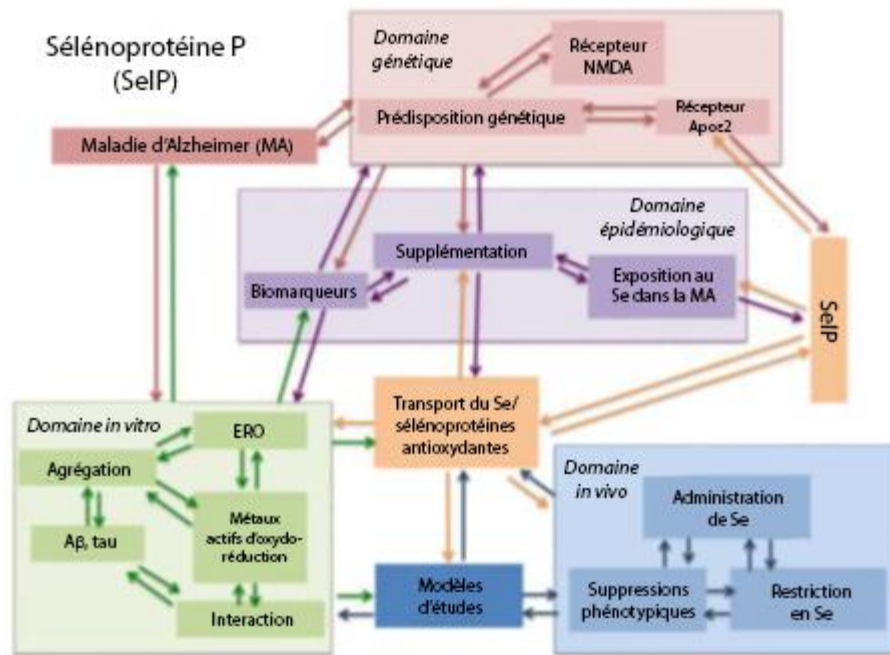 Sélénoprotéine P
(SelP)
Domaine
génétique
Récepteur
NMDA
Prédisposition génétique
Récepteur
Apoε2
Maladie d'Alzheimer (MA)
Domaine
épidémiologique
Supplémentation
Biomarqueurs
Exposition au
Se dans la MA
SelP
Transport du Se/
sélénoprotéines
antioxydantes
Domaine in vitro
ERO
Agrégation
Métaux
actifs d'oxydo-
réduction
Aβ, tau
Interaction
Modèles
d'études
Domaine
in vivo
Administration
de Se
Suppressions
phénotypiques
Restriction
en Se